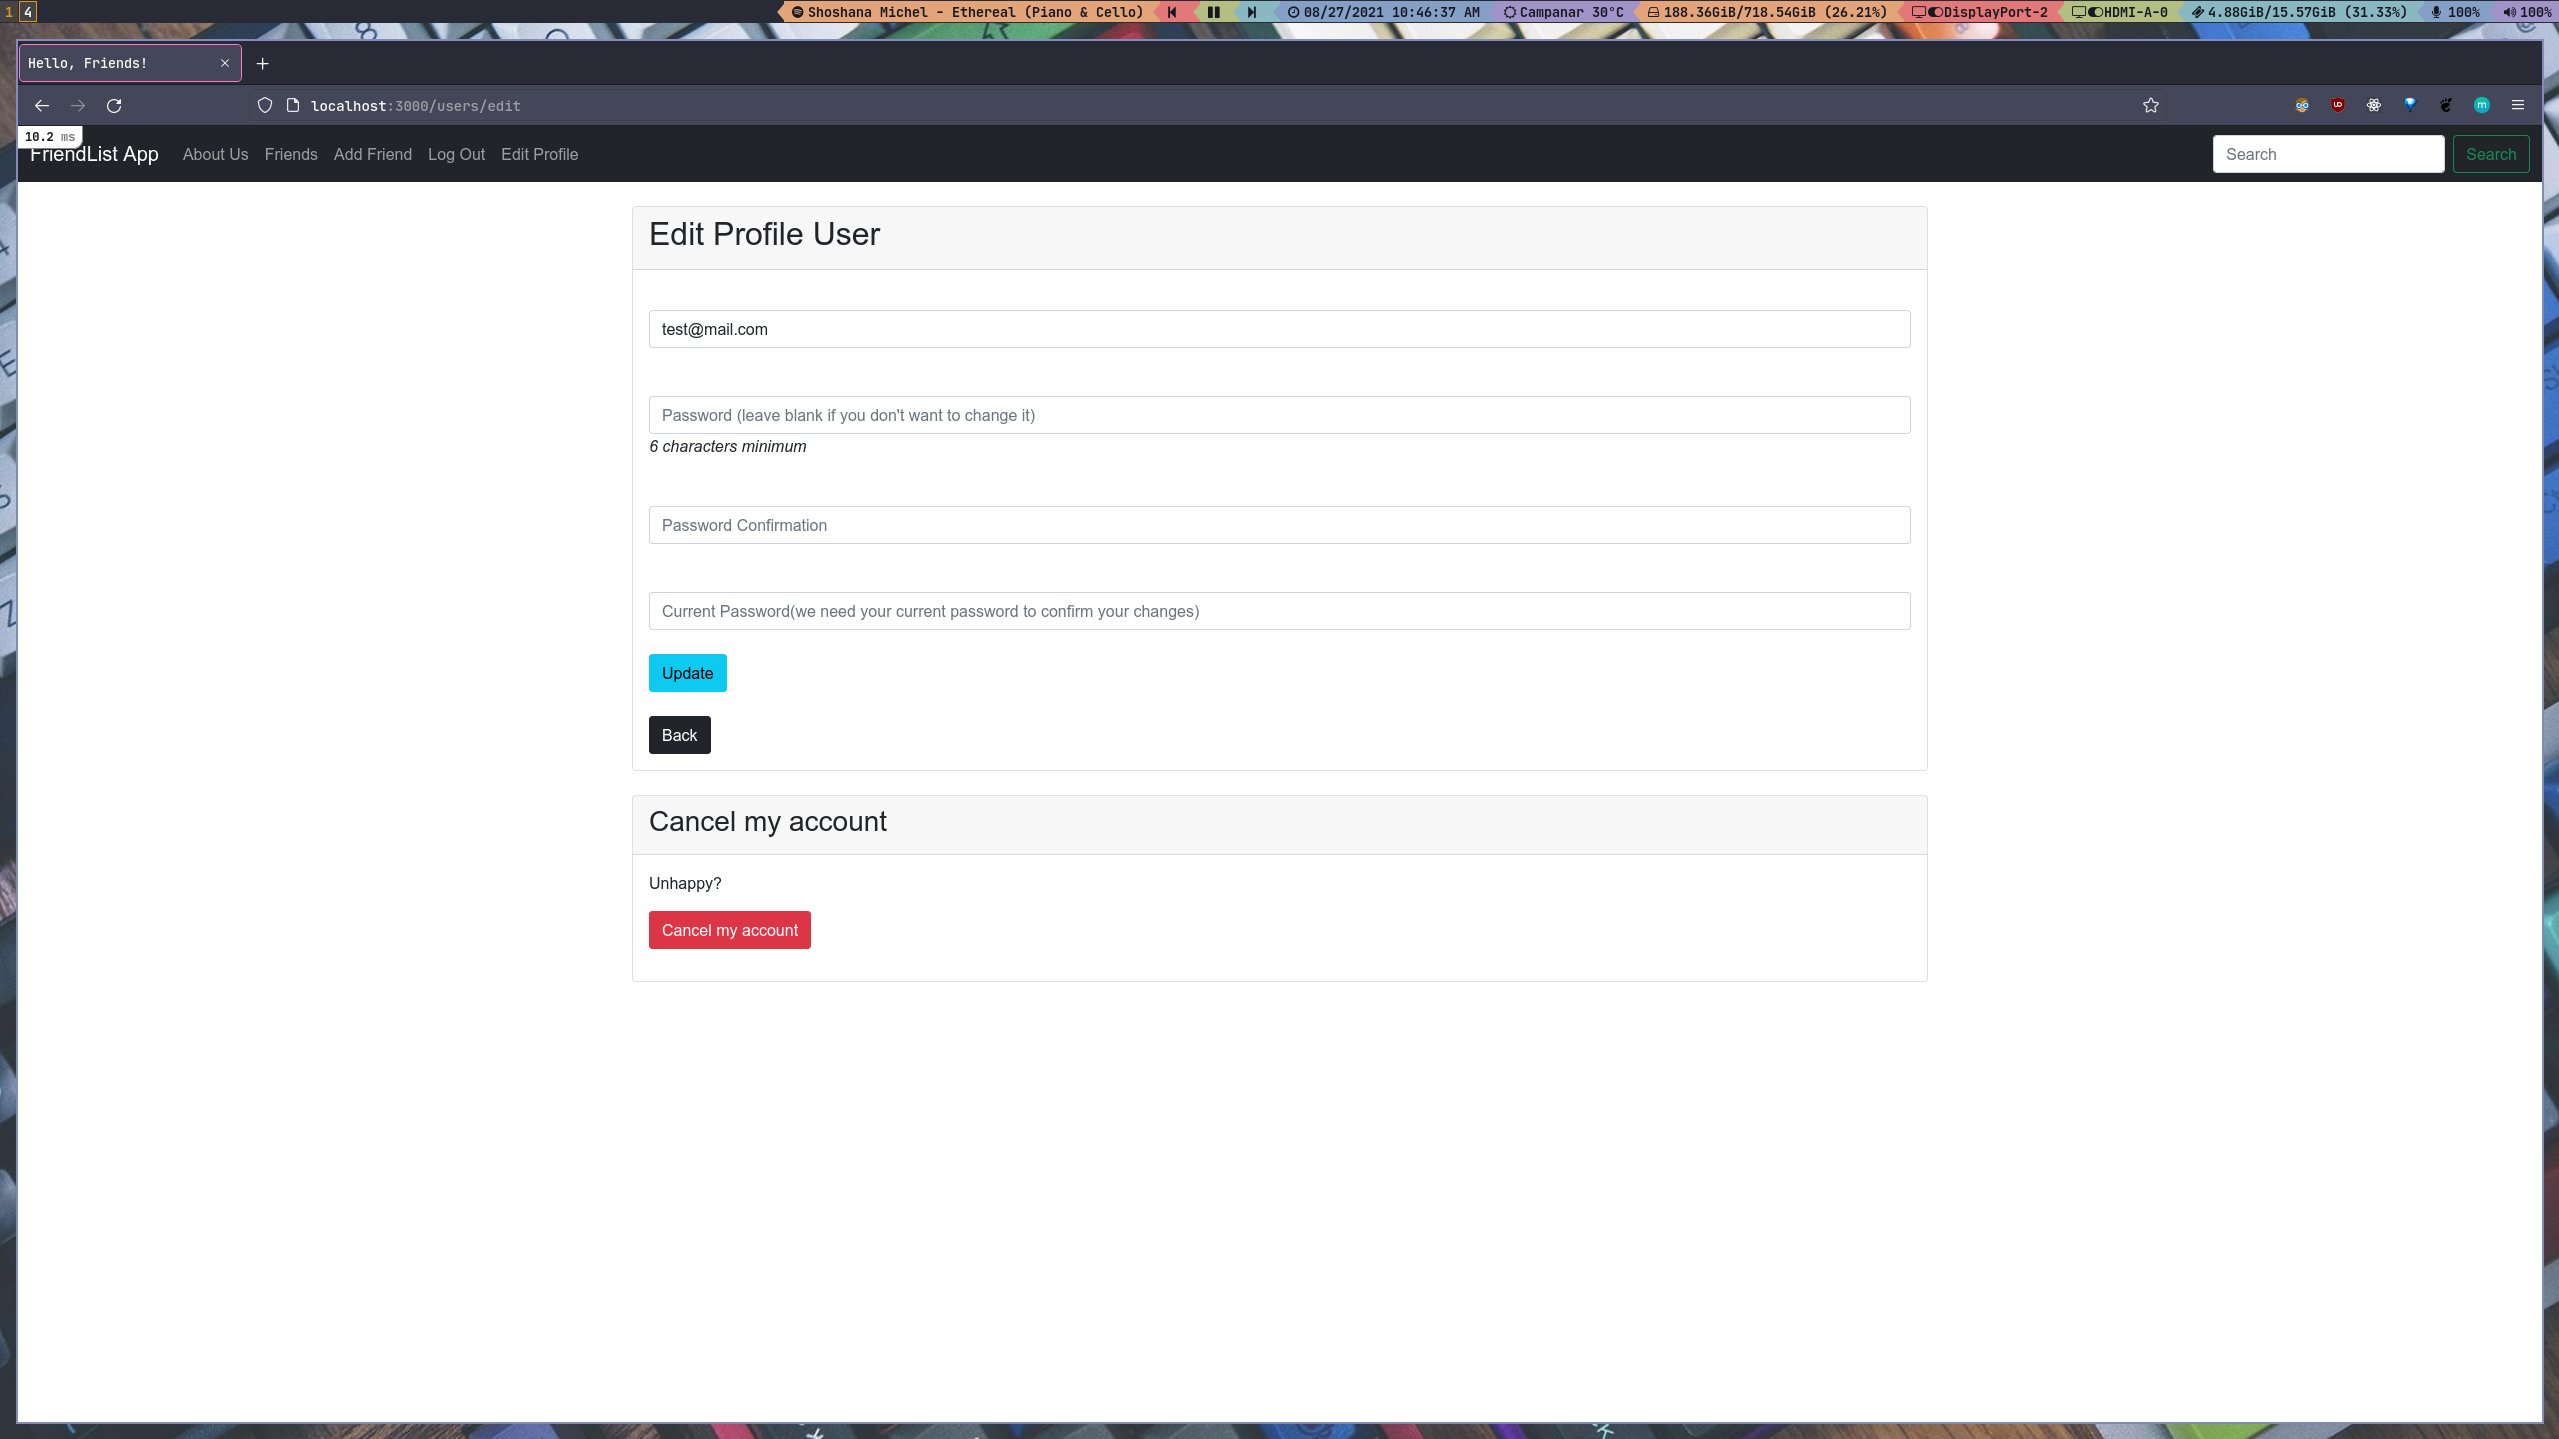 1 4 Shoshana Michel - Ethereal (Piano & Cello) 08/27/2021 10:46:37 AM Campanar 30°C 188.36GiB/718.54GiB (26.21%) DisplayPort-2 HDMI-A-0 4.88GiB/15.57GiB (31.33%) 100% 100%
Hello, Friends!
localhost:3000/users/edit
10.2 ms
FriendList App About Us Friends Add Friend Log Out Edit Profile Search Search
Edit Profile User
test@mail.com
Password (leave blank if you don't want to change it)
6 characters minimum
Password Confirmation
Current Password(we need your current password to confirm your changes)
Update
Back
Cancel my account
Unhappy?
Cancel my account